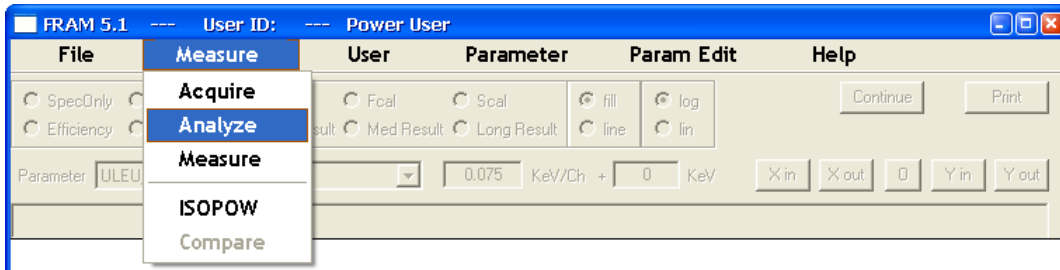 FRAM 5.1 --- User ID: --- Power User
File Measure User Parameter Param Edit Help
Acquire
Analyze
Measure
ISOPOW
Compare
SpecOnly Fcal Scal fill log Continue Print
Efficiency sult Med Result Long Result line lin
Parameter ULEU 0.075 KeV/Ch + 0 KeV X in X out 0 Y in Y out